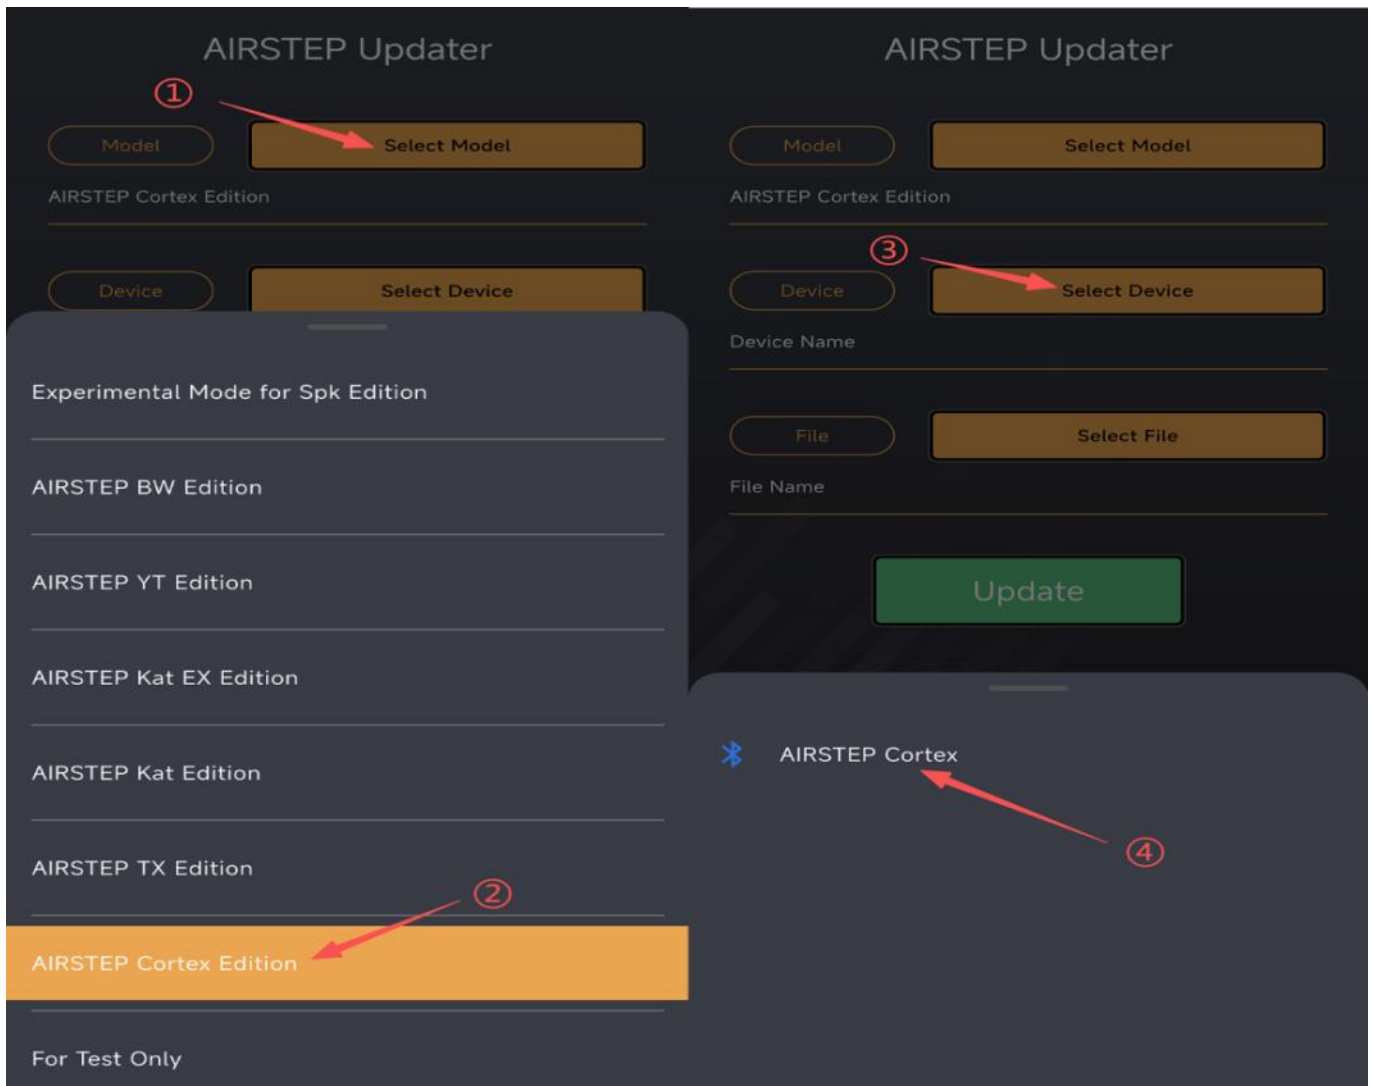 AIRSTEP Updater
①
Model
Select Model
AIRSTEP Cortex Edition
Device
Select Device
Experimental Mode for Spk Edition
AIRSTEP BW Edition
AIRSTEP YT Edition
AIRSTEP Kat EX Edition
AIRSTEP Kat Edition
AIRSTEP TX Edition
②
AIRSTEP Cortex Edition
For Test Only
AIRSTEP Updater
Model
Select Model
AIRSTEP Cortex Edition
③
Device
Select Device
Device Name
File
Select File
File Name
Update
AIRSTEP Cortex
④